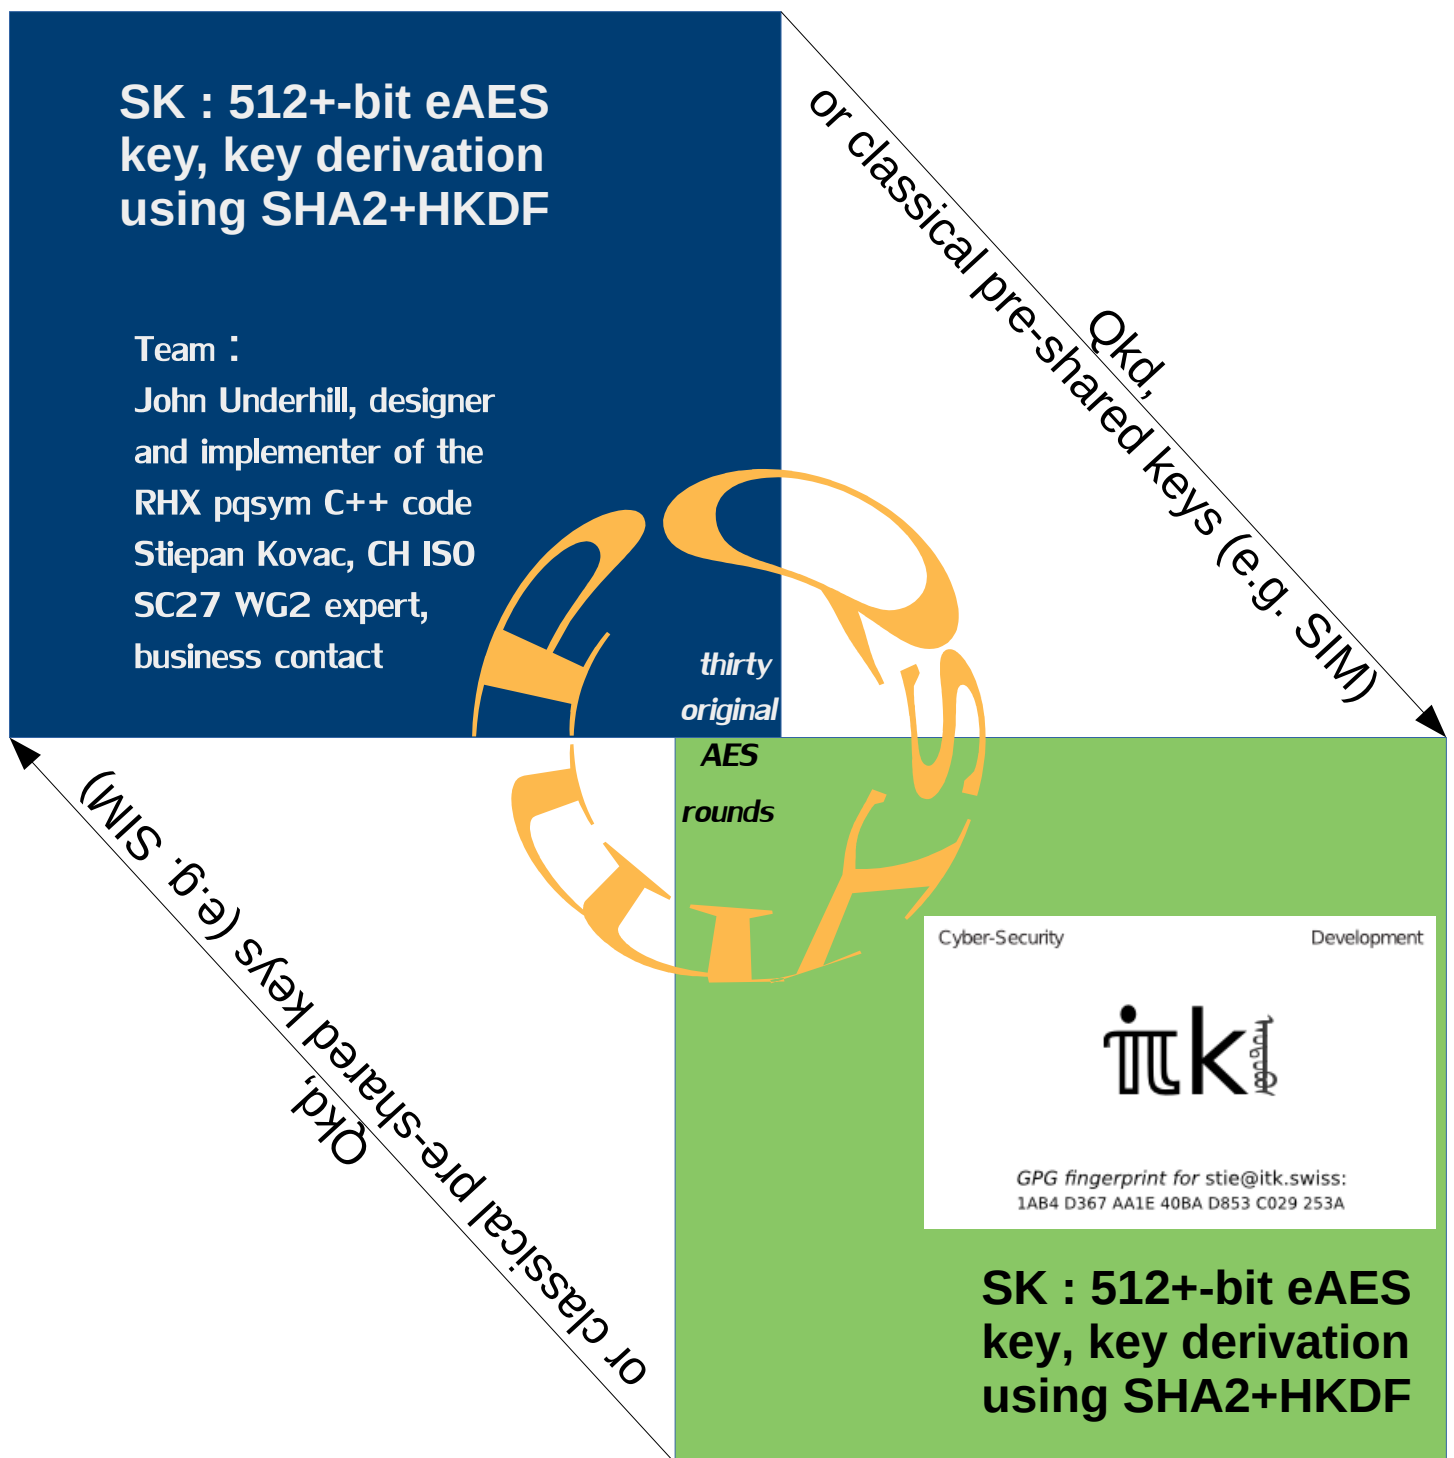 SK : 512+-bit eAES
key, key derivation
using SHA2+HKDF
Team :
John Underhill, designer
and implementer of the
RHX pqsym C++ code
Stiepan Kovac, CH ISO
SC27 WG2 expert,
business contact
Qkd,
or classical pre-shared keys (e.g. SIM)
thirty
original
AES
rounds
Qkd,
or classical pre-shared keys (e.g. SIM)
Cyber-Security Development
itk
GPG fingerprint for stie@itk.swiss:
1AB4 D367 AA1E 40BA D853 C029 253A
SK : 512+-bit eAES
key, key derivation
using SHA2+HKDF